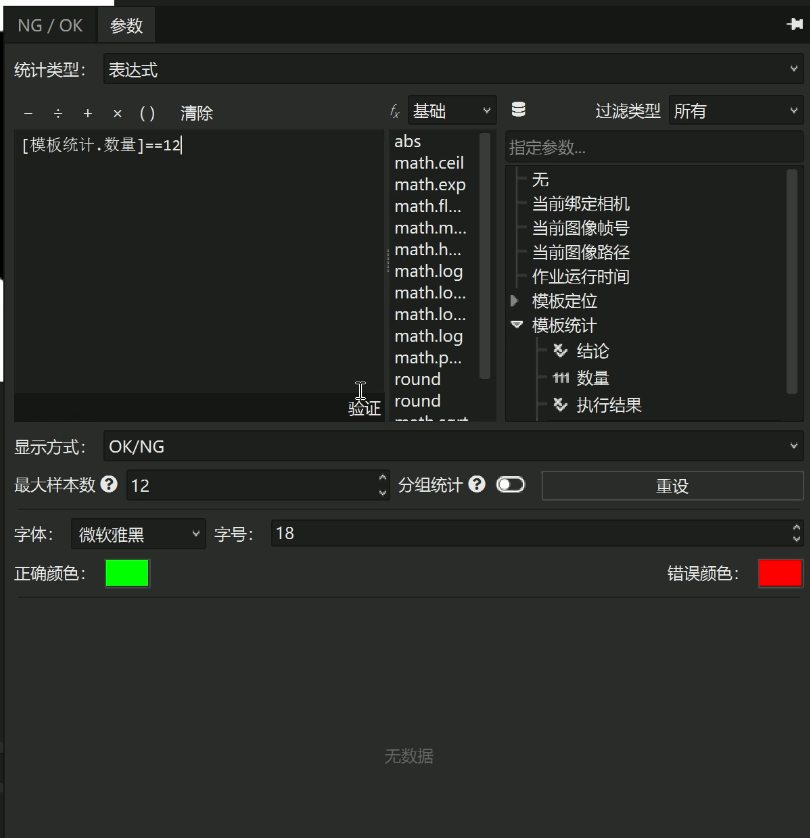 NG / OK 参数
统计类型： 表达式
− ÷ + × ( ) 清除 fx 基础 过滤类型 所有
[模板统计.数量]==12
abs
math.ceil
math.exp
math.fl...
math.m...
math.h...
math.log
math.lo...
math.lo...
math.log
math.p...
round
round
math.sqrt
指定参数...
无
当前绑定相机
当前图像帧号
当前图像路径
作业运行时间
模板定位
模板统计
结论
数量
执行结果
验证
显示方式： OK/NG
最大样本数 ? 12 分组统计 ? 重设
字体： 微软雅黑 字号： 18
正确颜色： 错误颜色：
无数据